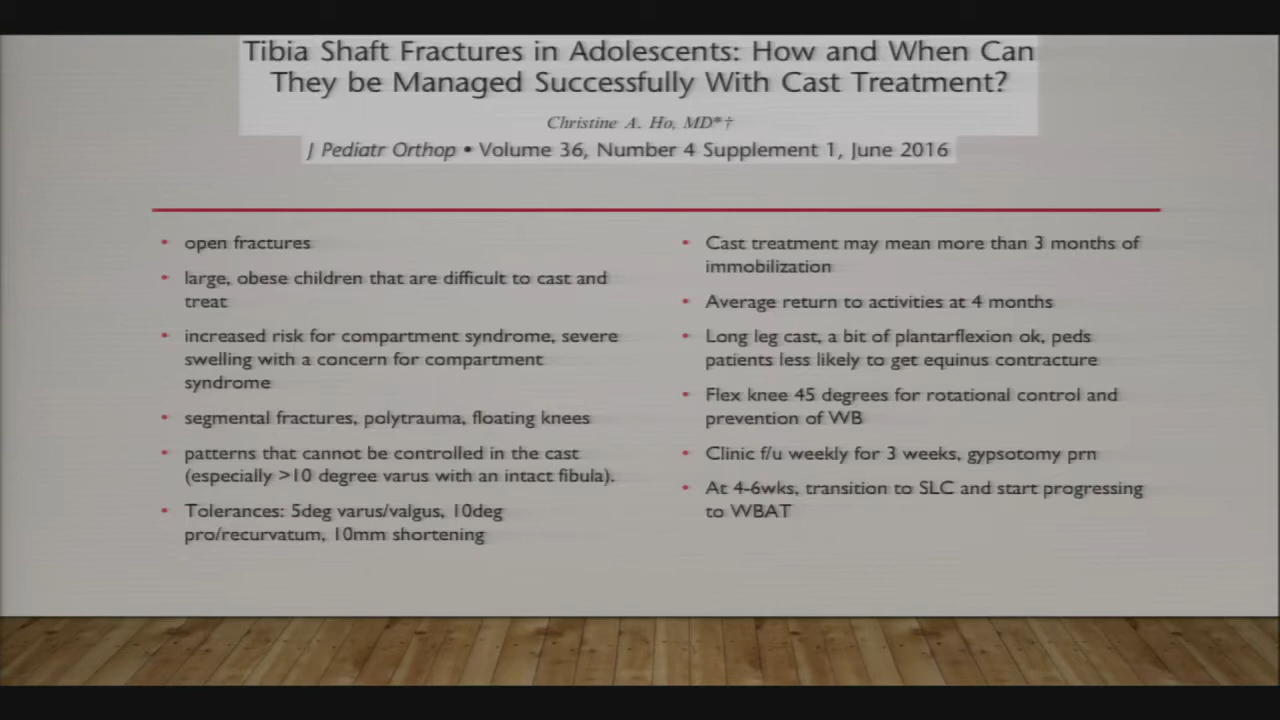 Tibia Shaft Fractures in Adolescents: How and When Can
They be Managed Successfully With Cast Treatment?
Christine A. Ho, MD*†
J Pediatr Orthop • Volume 36, Number 4 Supplement 1, June 2016
• open fractures
• large, obese children that are difficult to cast and
treat
• increased risk for compartment syndrome, severe
swelling with a concern for compartment
syndrome
• segmental fractures, polytrauma, floating knees
• patterns that cannot be controlled in the cast
(especially >10 degree varus with an intact fibula).
• Tolerances: 5deg varus/valgus, 10deg
pro/recurvatum, 10mm shortening
• Cast treatment may mean more than 3 months of
immobilization
• Average return to activities at 4 months
• Long leg cast, a bit of plantarflexion ok, peds
patients less likely to get equinus contracture
• Flex knee 45 degrees for rotational control and
prevention of WB
• Clinic f/u weekly for 3 weeks, gypsotomy prn
• At 4-6wks, transition to SLC and start progressing
to WBAT